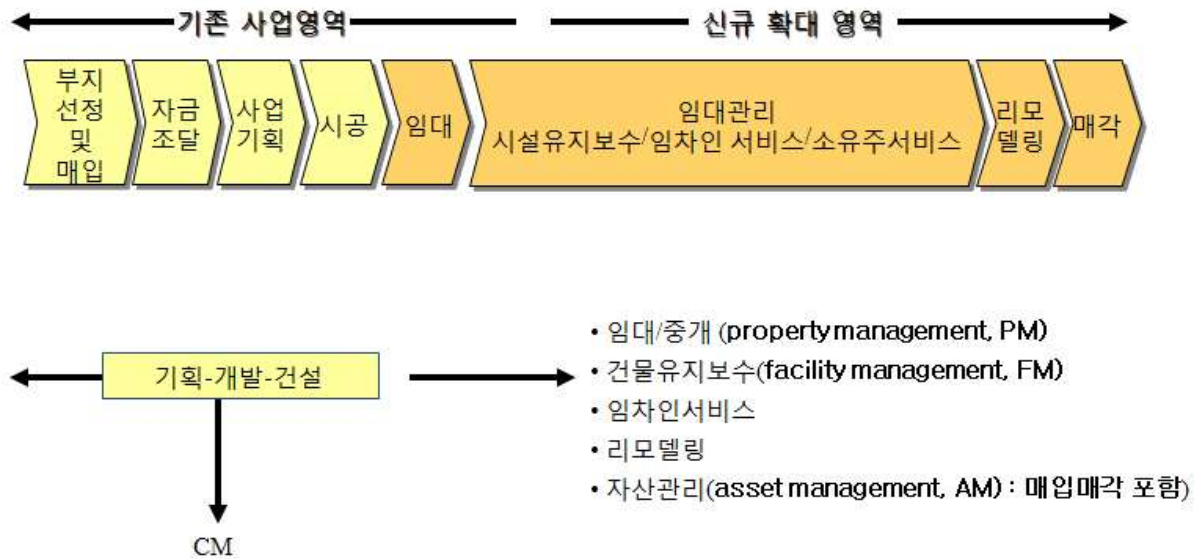 기존 사업영역
신규 확대 영역
부지
선정
및
매입
자금
조달
사업
기획
시공
임대
임대관리
시설유지보수/임차인 서비스/소유주서비스
리모
델링
매각
기획-개발-건설
CM
• 임대/중개 (property management, PM)
• 건물유지보수(facility management, FM)
• 임차인서비스
• 리모델링
• 자산관리(asset management, AM) : 매입매각 포함)